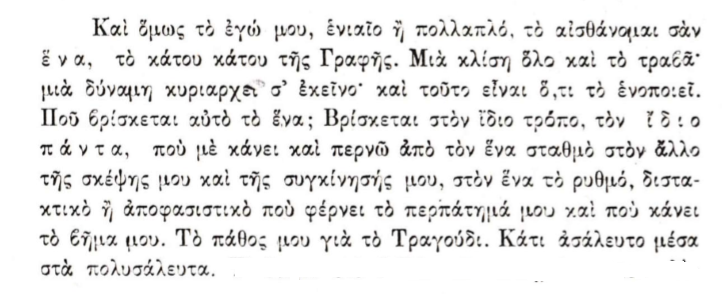 Καὶ ὅμως τὸ ἐγώ μου, ἑνιαῖο ἢ πολλαπλό, τὸ αἰσθάνομαι σὰν
ἕνα, τὸ κάτου κάτου τῆς Γραφῆς. Μιὰ κλίση ὅλο καὶ τὸ τραβᾶ·
μιὰ δύναμη κυριαρχεῖ σ' ἐκεῖνο· καὶ τοῦτο εἶναι ὅ,τι τὸ ἑνοποιεῖ.
Ποῦ βρίσκεται αὐτὸ τὸ ἕνα; Βρίσκεται στὸν ἴδιο τρόπο, τὸν ἴδιο
πάντα, ποὺ μὲ κάνει καὶ περνῶ ἀπὸ τὸν ἕνα σταθμὸ στὸν ἄλλο
τῆς σκέψης μου καὶ τῆς συγκίνησής μου, στὸν ἕνα τὸ ρυθμό, διστα-
κτικὸ ἢ ἀποφασιστικὸ ποὺ φέρνει τὸ περπάτημά μου καὶ ποὺ κάνει
τὸ βῆμα μου. Τὸ πάθος μου γιὰ τὸ Τραγούδι. Κάτι ἀσάλευτο μέσα
στὰ πολυσάλευτα.